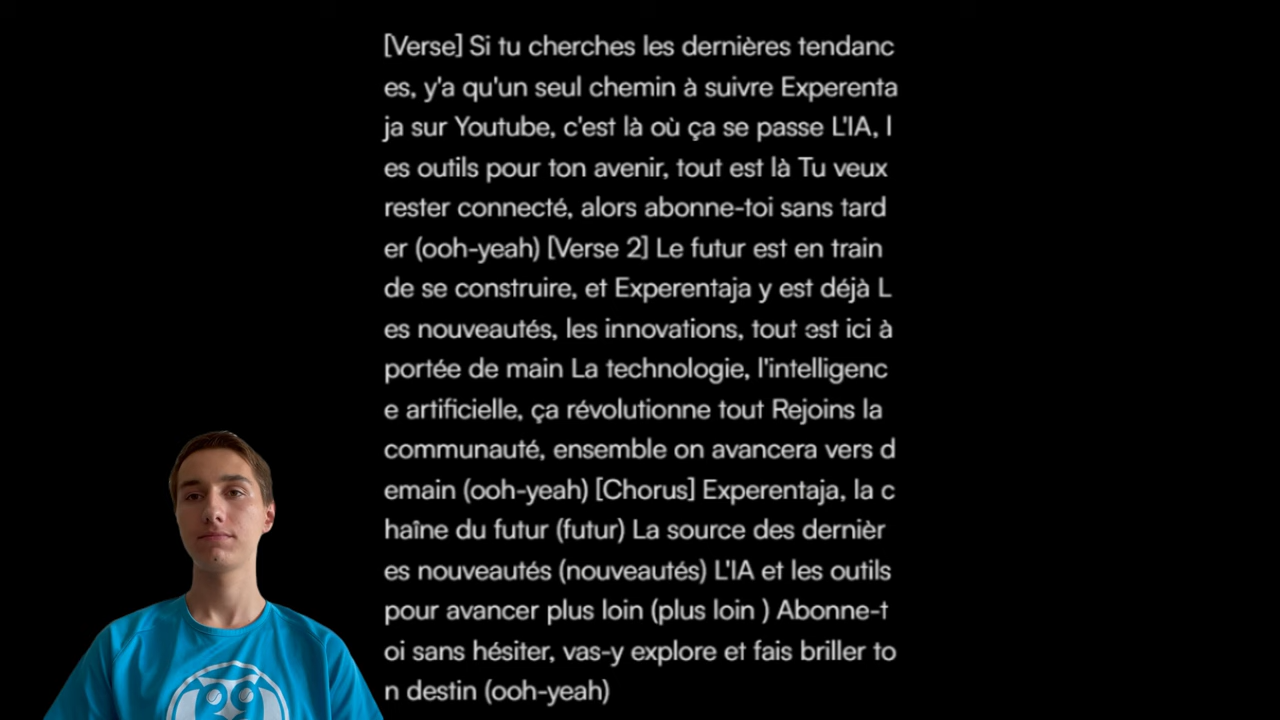 [Verse] Si tu cherches les dernières tendanc
es, y'a qu'un seul chemin à suivre Experenta
ja sur Youtube, c'est là où ça se passe L'IA, l
es outils pour ton avenir, tout est là Tu veux
rester connecté, alors abonne-toi sans tard
er (ooh-yeah) [Verse 2] Le futur est en train
de se construire, et Experentaja y est déjà L
es nouveautés, les innovations, tout est ici à
portée de main La technologie, l'intelligenc
e artificielle, ça révolutionne tout Rejoins la
communauté, ensemble on avancera vers d
emain (ooh-yeah) [Chorus] Experentaja, la c
haîne du futur (futur) La source des dernièr
es nouveautés (nouveautés) L'IA et les outils
pour avancer plus loin (plus loin ) Abonne-t
oi sans hésiter, vas-y explore et fais briller to
n destin (ooh-yeah)